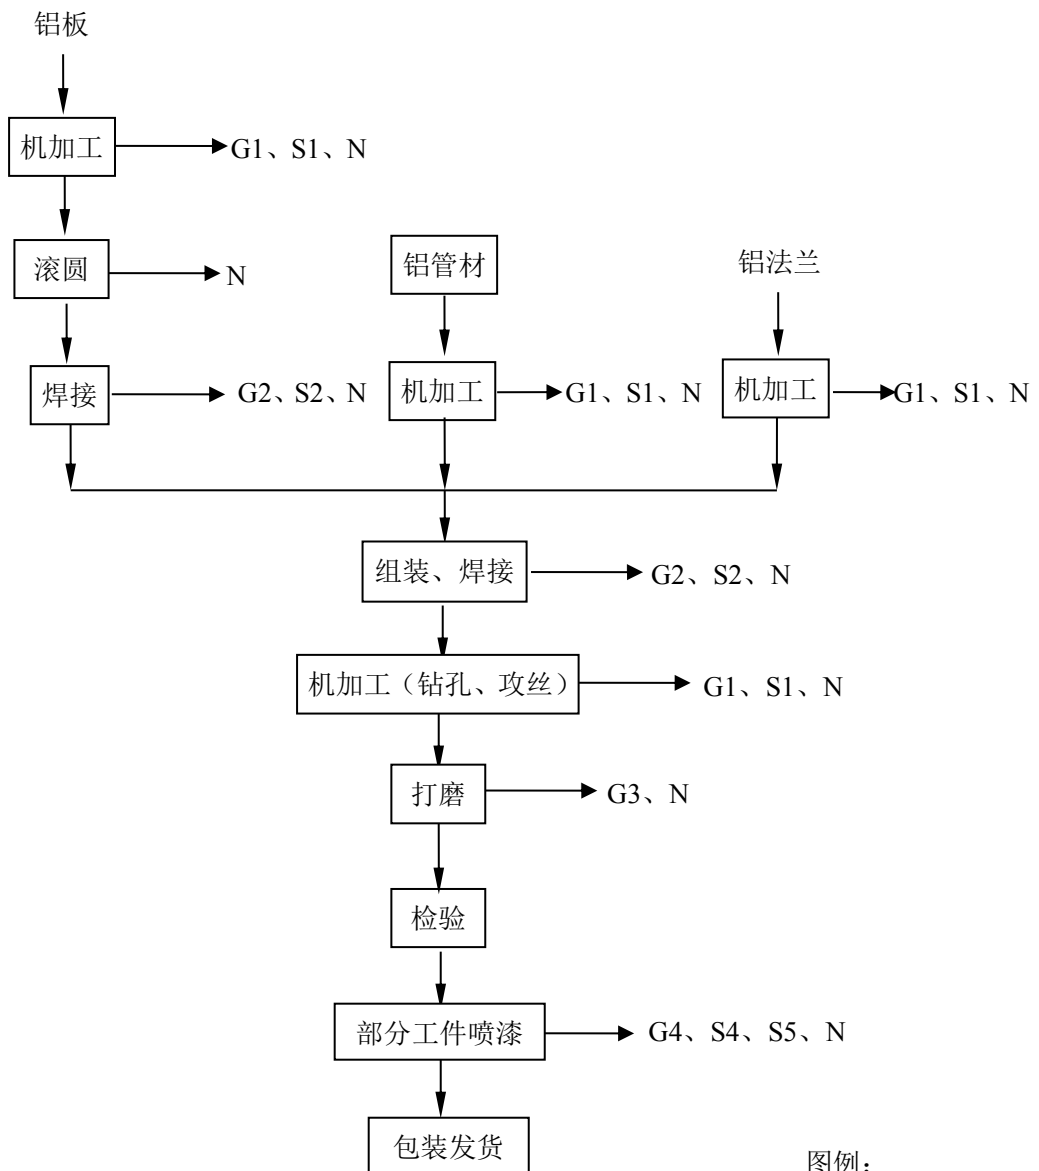 铝板
机加工
G1、S1、N
滚圆
N
铝管材
铝法兰
焊接
G2、S2、N
机加工
G1、S1、N
机加工
G1、S1、N
组装、焊接
G2、S2、N
机加工（钻孔、攻丝）
G1、S1、N
打磨
G3、N
检验
部分工件喷漆
G4、S4、S5、N
包装发货
图例：